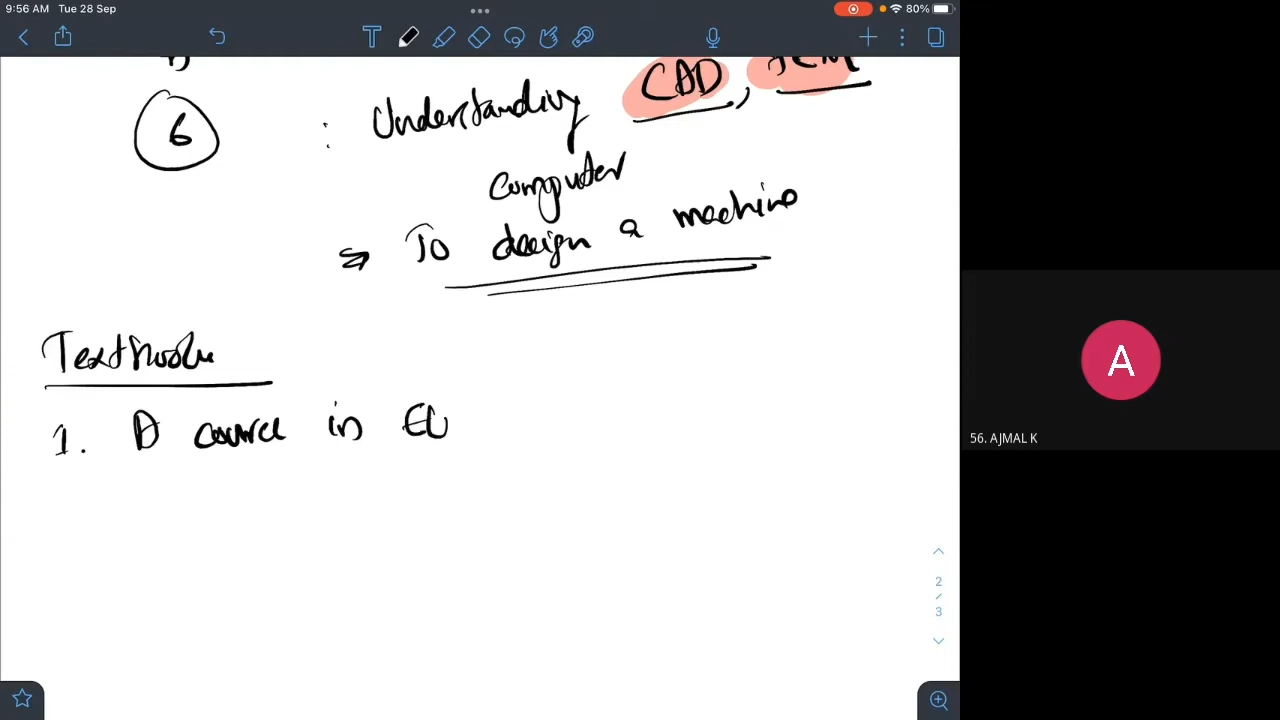 9:56 AM Tue 28 Sep
80%
T
CAD,
6 : Understanding
computer
To design a machine
Textbooks
1. A course in El
2
3
A
56. AJMAL K